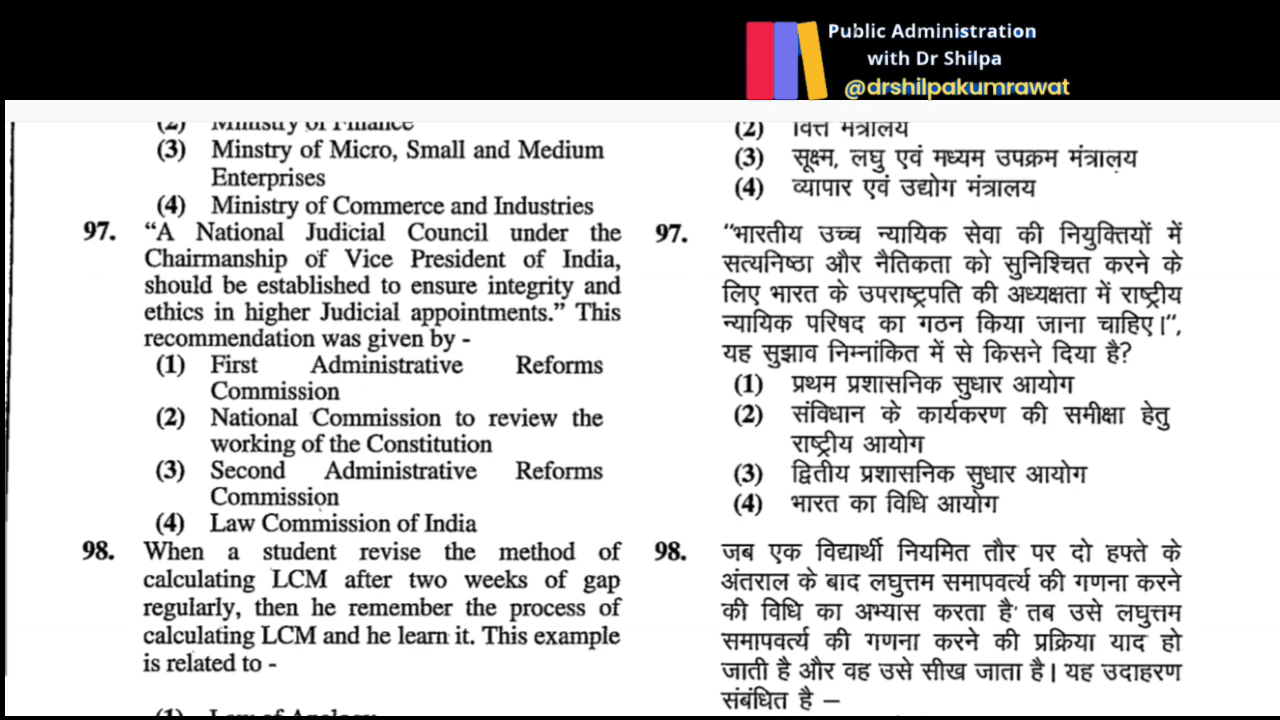 Public Administration
with Dr Shilpa
@drshilpakumrawat
(2) Ministry of Finance
(3) Minstry of Micro, Small and Medium
Enterprises
(4) Ministry of Commerce and Industries
97. “A National Judicial Council under the
Chairmanship of Vice President of India,
should be established to ensure integrity and
ethics in higher Judicial appointments.” This
recommendation was given by -
(1) First Administrative Reforms
Commission
(2) National Commission to review the
working of the Constitution
(3) Second Administrative Reforms
Commission
(4) Law Commission of India
98. When a student revise the method of
calculating LCM after two weeks of gap
regularly, then he remember the process of
calculating LCM and he learn it. This example
is related to -
(2) वित्त मंत्रालय
(3) सूक्ष्म, लघु एवं मध्यम उपक्रम मंत्रालय
(4) व्यापार एवं उद्योग मंत्रालय
97. “भारतीय उच्च न्यायिक सेवा की नियुक्तियों में
सत्यनिष्ठा और नैतिकता को सुनिश्चित करने के
लिए भारत के उपराष्ट्रपति की अध्यक्षता में राष्ट्रीय
न्यायिक परिषद का गठन किया जाना चाहिए।”,
यह सुझाव निम्नांकित में से किसने दिया है?
(1) प्रथम प्रशासनिक सुधार आयोग
(2) संविधान के कार्यकरण की समीक्षा हेतु
राष्ट्रीय आयोग
(3) द्वितीय प्रशासनिक सुधार आयोग
(4) भारत का विधि आयोग
98. जब एक विद्यार्थी नियमित तौर पर दो हफ्ते के
अंतराल के बाद लघुत्तम समापवर्त्य की गणना करने
की विधि का अभ्यास करता है तब उसे लघुत्तम
समापवर्त्य की गणना करने की प्रक्रिया याद हो
जाती है और वह उसे सीख जाता है। यह उदाहरण
संबंधित है –